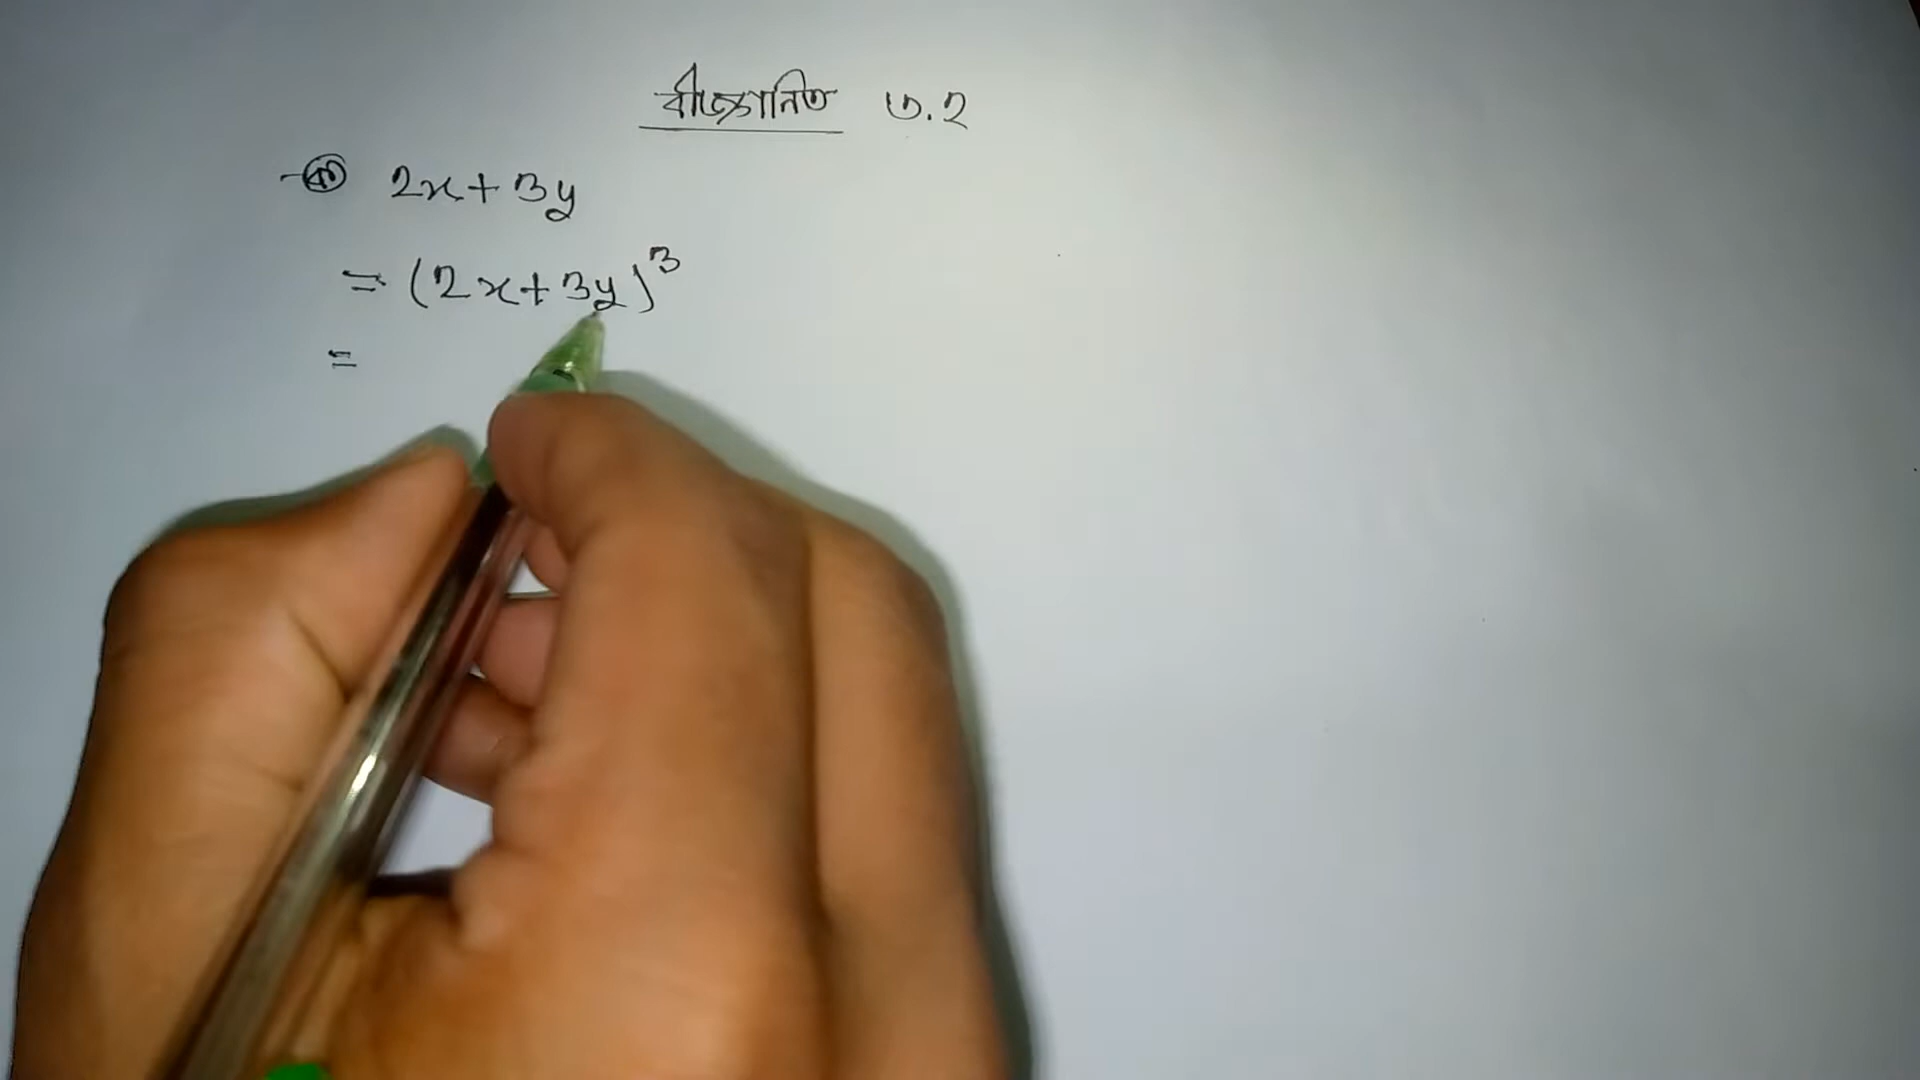 বীজগনিত ৩.২
ক 2x+3y
= (2x+3y)³
=